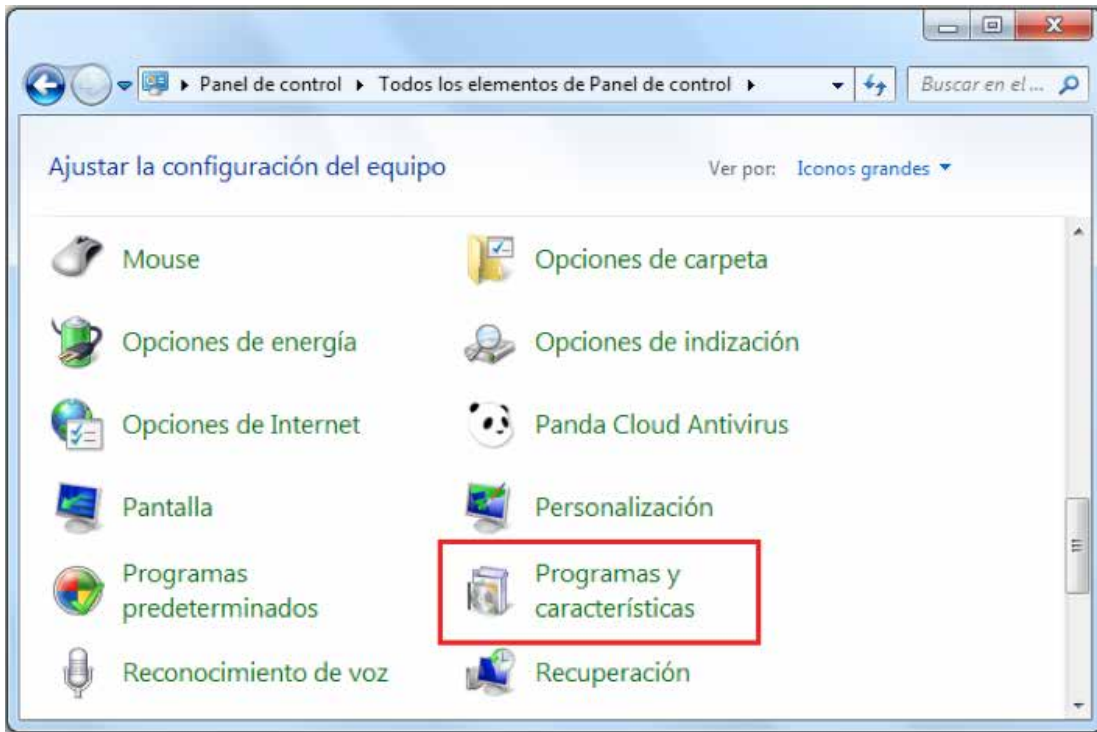 Panel de control Todos los elementos de Panel de control Buscar en el ...
Ajustar la configuración del equipo Ver por: Iconos grandes
Mouse Opciones de carpeta
Opciones de energía Opciones de indización
Opciones de Internet Panda Cloud Antivirus
Pantalla Personalización
Programas Programas y
predeterminados características
Reconocimiento de voz Recuperación